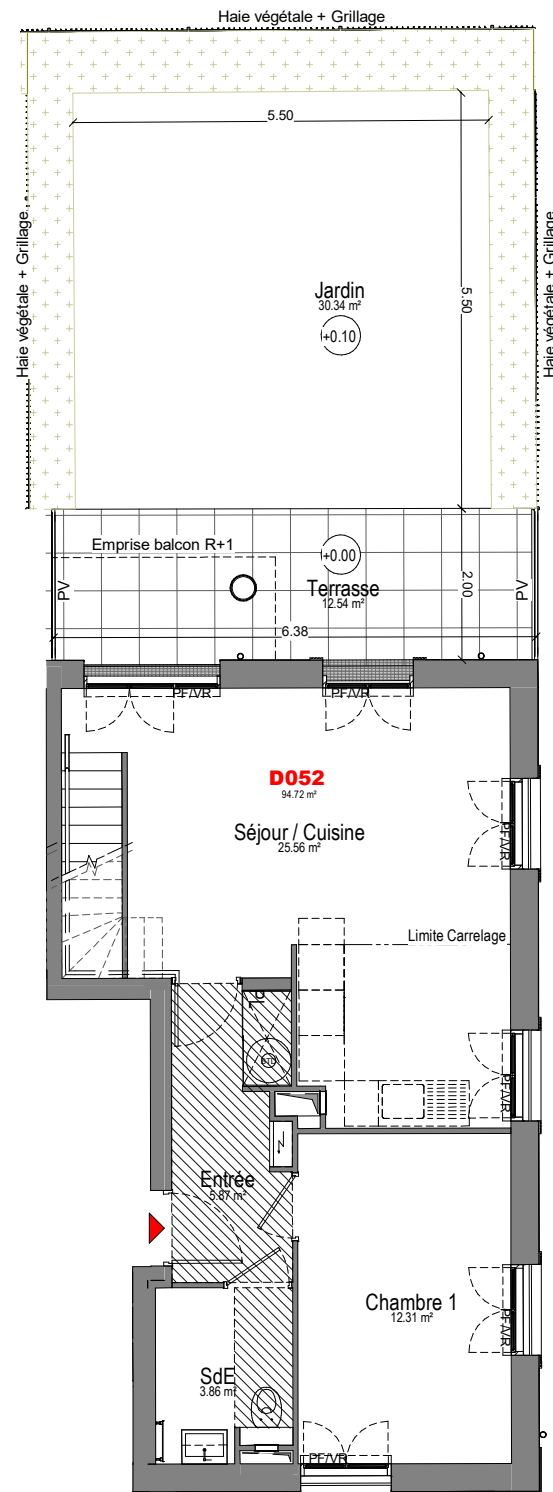 Haie végétale + Grillage
5.50
Haie végétale + Grillage
Haie végétale + Grillage
Jardin
30.34 m²
+0.10
5.50
Emprise balcon R+1
+0.00
Terrasse
12.54 m²
2.00
PV
PV
6.38
PF/VR
PF/VR
D052
94.72 m²
Séjour / Cuisine
25.56 m²
PF/VR
Limite Carrelage
PF/VR
Entrée
5.87 m²
Chambre 1
12.31 m²
PF/VR
SdE
3.86 m²
PF/VR